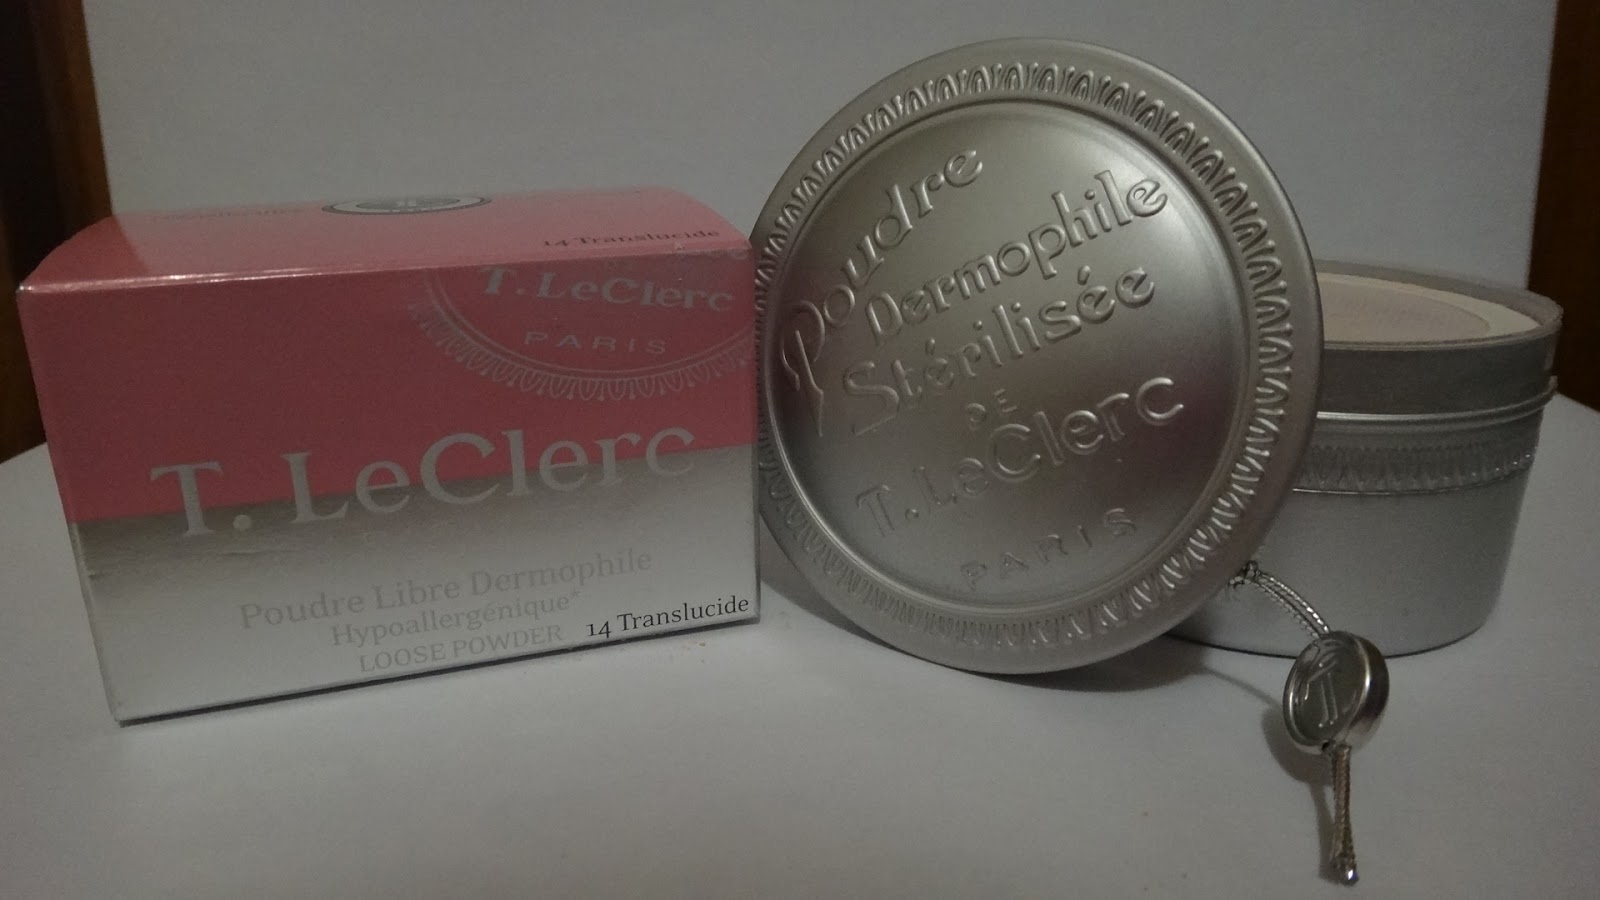 14 Translucide
T. LeClerc
PARIS
T. LeClerc
Poudre Libre Dermophile
Hypoallergénique*
LOOSE POWDER
14 Translucide
Poudre
Dermophile
Stérilisée
DE
T. LeClerc
PARIS